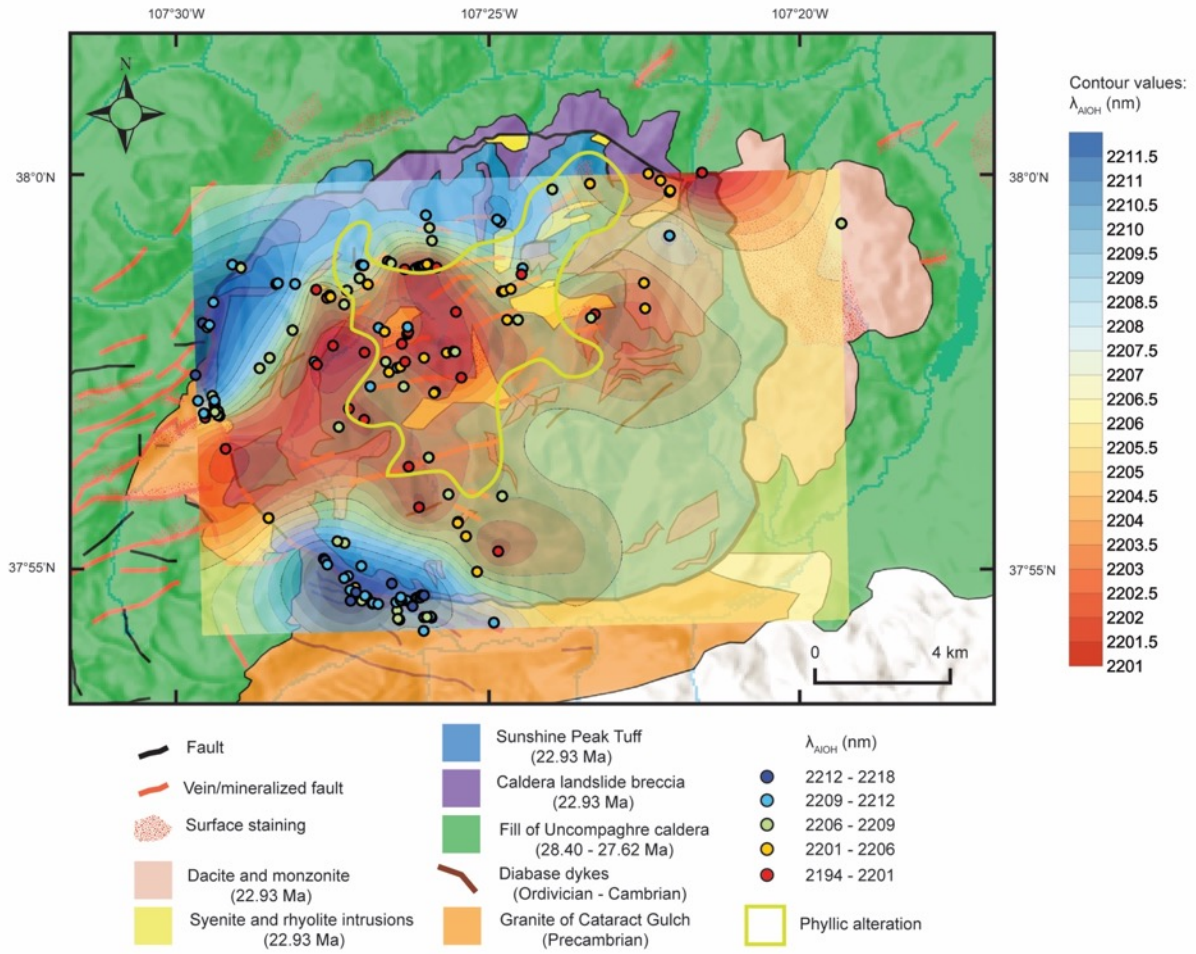 107°30'W
107°25'W
107°20'W
N
38°0'N
38°0'N
37°55'N
37°55'N
0 4 km
Contour values:
λAlOH (nm)
2211.5
2211
2210.5
2210
2209.5
2209
2208.5
2208
2207.5
2207
2206.5
2206
2205.5
2205
2204.5
2204
2203.5
2203
2202.5
2202
2201.5
2201
Fault
Vein/mineralized fault
Surface staining
Dacite and monzonite
(22.93 Ma)
Syenite and rhyolite intrusions
(22.93 Ma)
Sunshine Peak Tuff
(22.93 Ma)
Caldera landslide breccia
(22.93 Ma)
Fill of Uncompaghre caldera
(28.40 - 27.62 Ma)
Diabase dykes
(Ordivician - Cambrian)
Granite of Cataract Gulch
(Precambrian)
λAlOH (nm)
2212 - 2218
2209 - 2212
2206 - 2209
2201 - 2206
2194 - 2201
Phyllic alteration